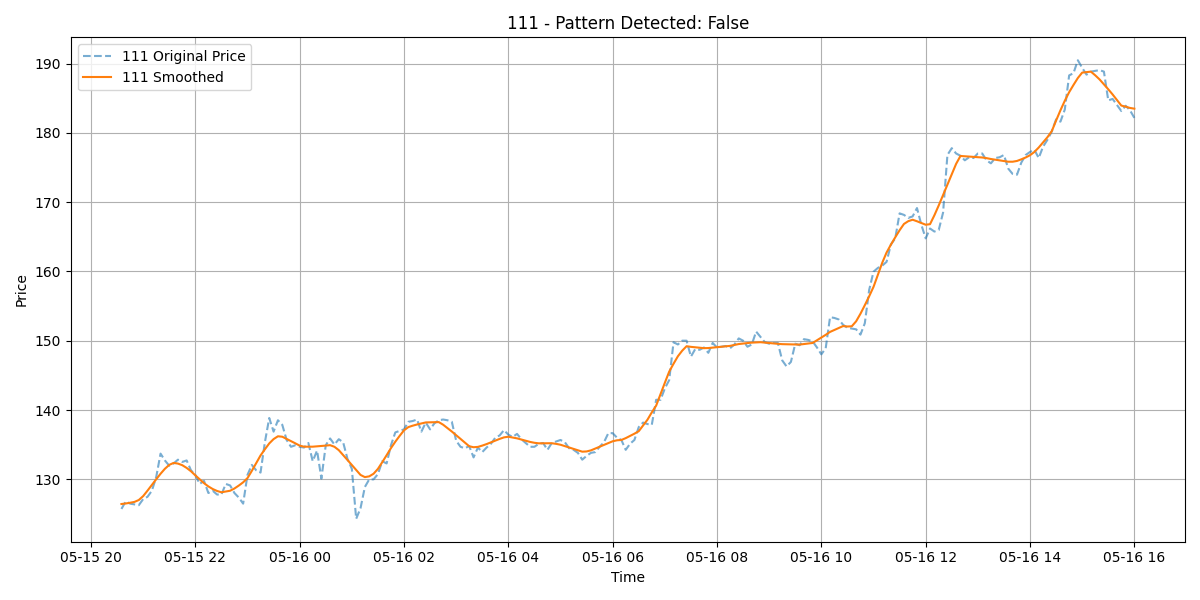 111 - Pattern Detected: False
111 Original Price
111 Smoothed
Price
190
180
170
160
150
140
130
05-15 20 05-15 22 05-16 00 05-16 02 05-16 04 05-16 06 05-16 08 05-16 10 05-16 12 05-16 14 05-16 16
Time